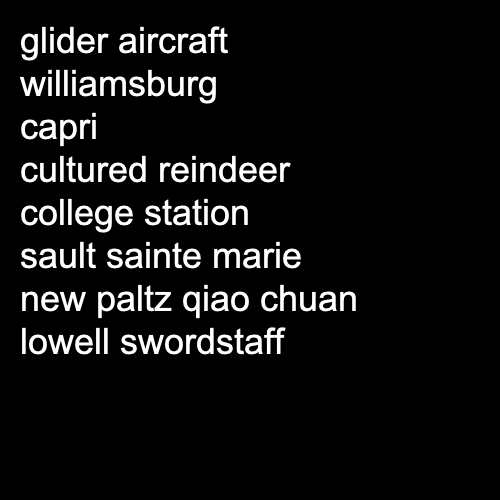 glider aircraft
williamsburg
capri
cultured reindeer
college station
sault sainte marie
new paltz qiao chuan
lowell swordstaff